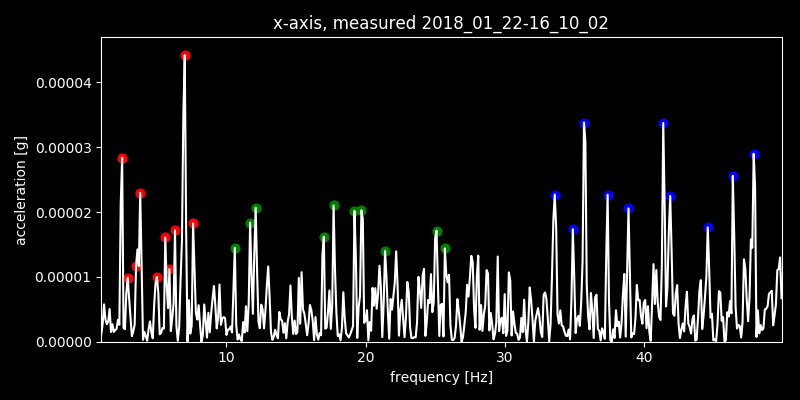 x-axis, measured 2018_01_22-16_10_02
acceleration [g]
0.00004
0.00003
0.00002
0.00001
0.00000
10 20 30 40
frequency [Hz]